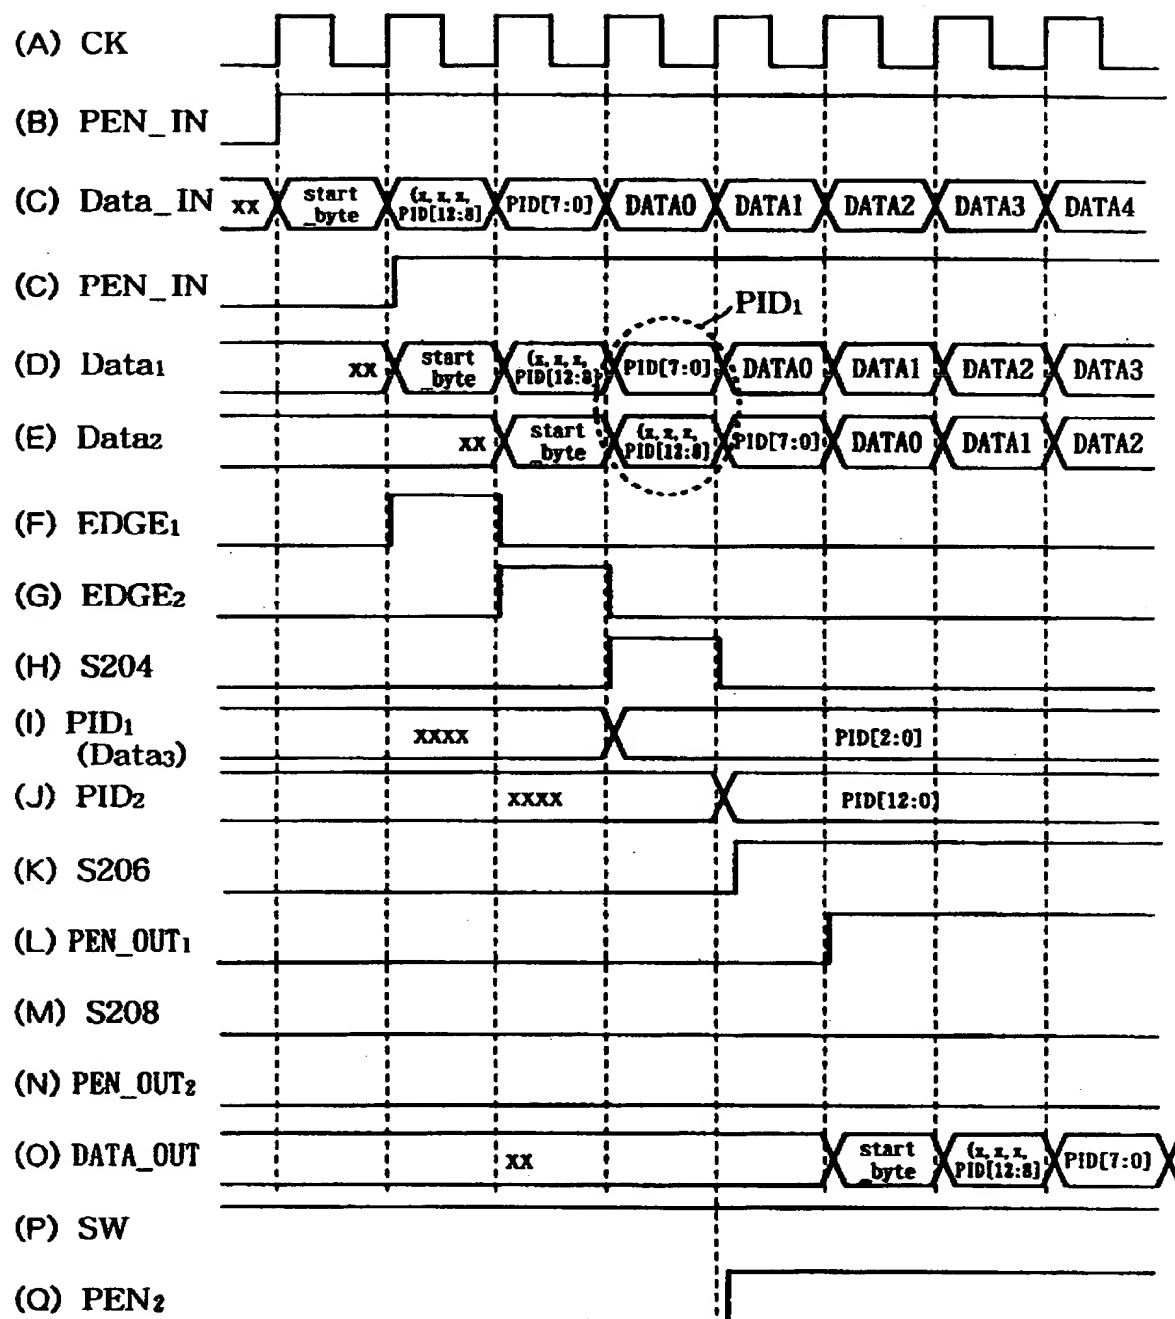 (A) CK
(B) PEN_IN
(C) Data_IN xx start_byte (x, x, x, PID[12:8] PID[7:0] DATA0 DATA1 DATA2 DATA3 DATA4
(C) PEN_IN
PID1
(D) Data1 xx start_byte (x, x, x, PID[12:8] PID[7:0] DATA0 DATA1 DATA2 DATA3
(E) Data2 xx start_byte (x, x, x, PID[12:8] PID[7:0] DATA0 DATA1 DATA2
(F) EDGE1
(G) EDGE2
(H) S204
(I) PID1 xxxx PID[2:0]
(Data3)
(J) PID2 xxxx PID[12:0]
(K) S206
(L) PEN_OUT1
(M) S208
(N) PEN_OUT2
(O) DATA_OUT xx start_byte (x, x, x, PID[12:8] PID[7:0]
(P) SW
(Q) PEN2